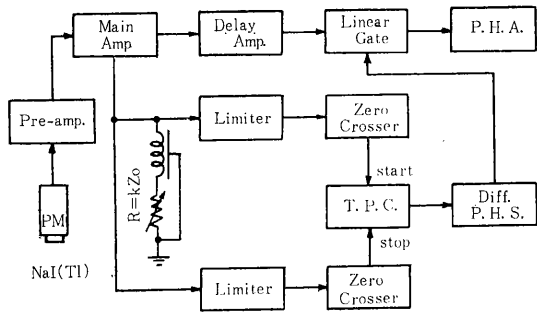 Main
Amp.
Delay
Amp.
Linear
Gate
P. H. A.
Pre-amp.
Limiter
Zero
Crosser
R=kZo
start
PM
T. P. C.
Diff.
P. H. S.
stop
NaI(Tl)
Limiter
Zero
Crosser